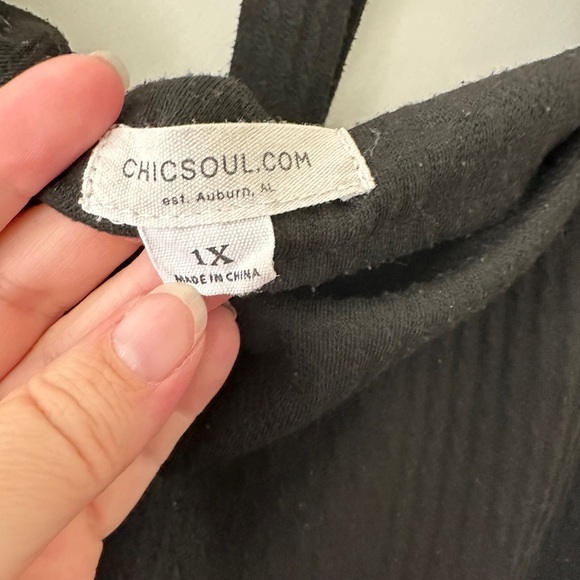 CHICSOUL.COM
est. Auburn, AL
1X
MADE IN CHINA